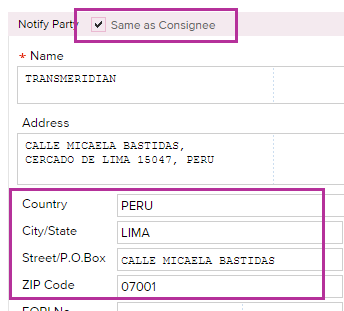 Notify Party Same as Consignee
* Name
TRANSMERIDIAN
Address
CALLE MICAELA BASTIDAS,
CERCADO DE LIMA 15047, PERU
Country PERU
City/State LIMA
Street/P.O.Box CALLE MICAELA BASTIDAS
ZIP Code 07001
EORI No